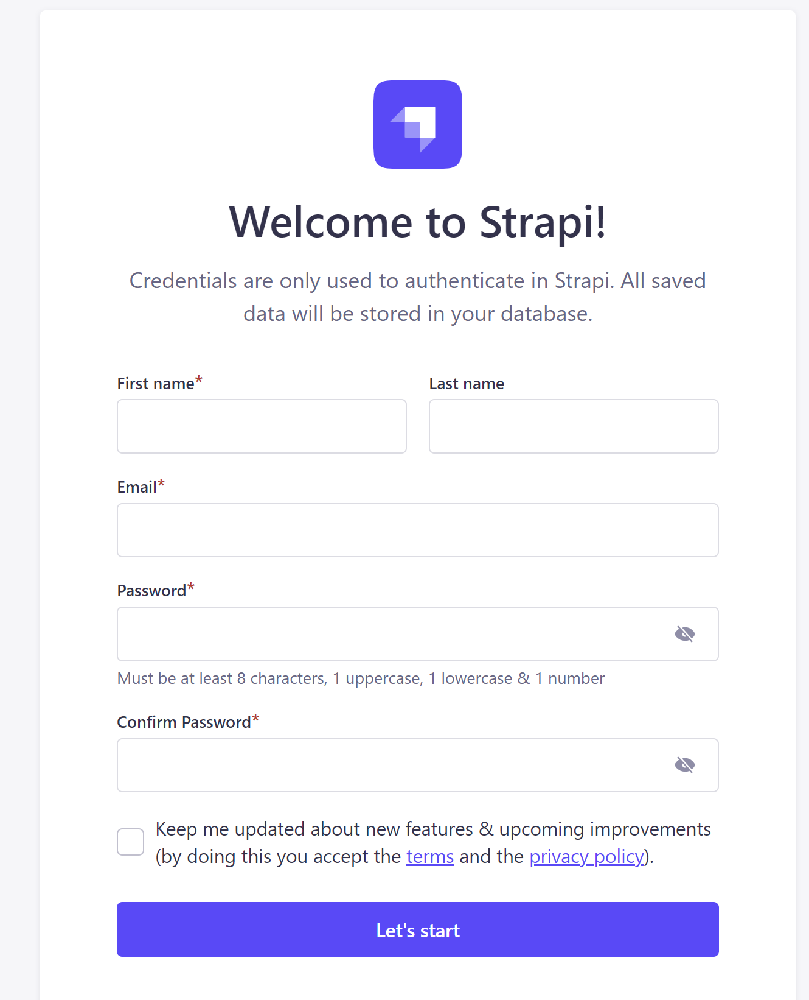 Welcome to Strapi!
Credentials are only used to authenticate in Strapi. All saved
data will be stored in your database.
First name*
Last name
Email*
Password*
Must be at least 8 characters, 1 uppercase, 1 lowercase & 1 number
Confirm Password*
Keep me updated about new features & upcoming improvements
(by doing this you accept the terms and the privacy policy).
Let's start